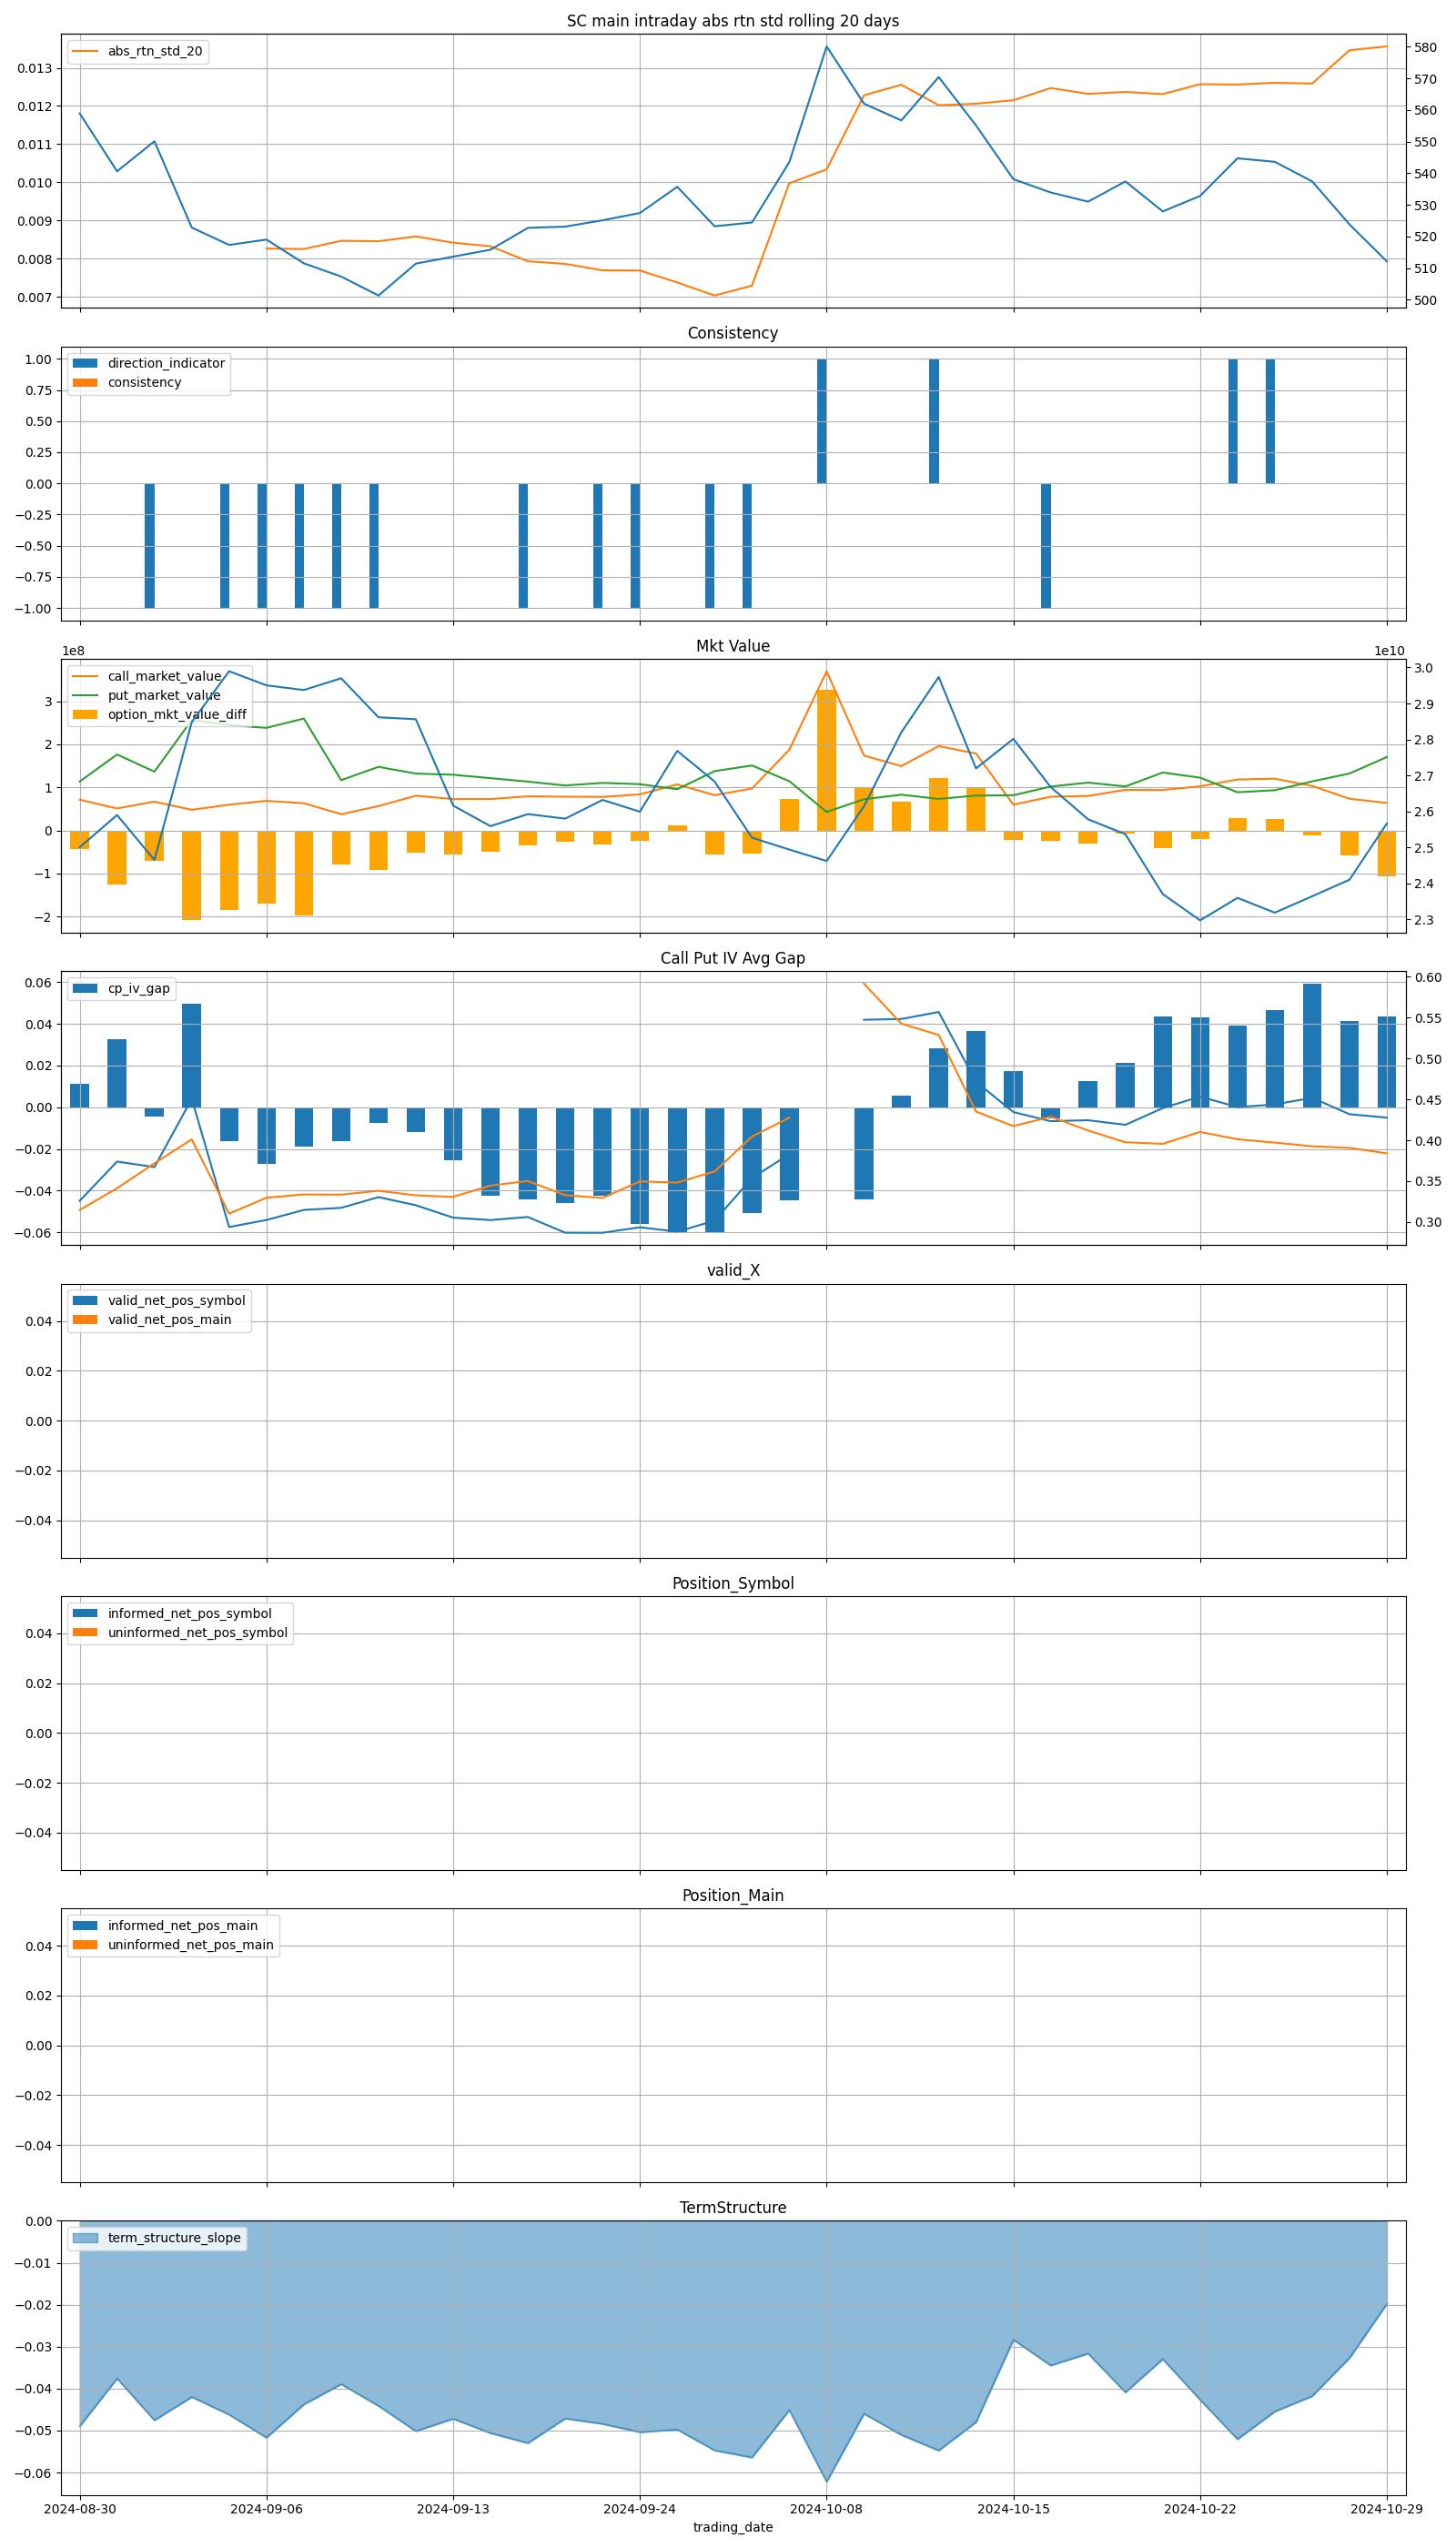 SC main intraday abs rtn std rolling 20 days
abs_rtn_std_20
0.013
0.012
0.011
0.010
0.009
0.008
0.007
580
570
560
550
540
530
520
510
500
Consistency
direction_indicator
consistency
1.00
0.75
0.50
0.25
0.00
−0.25
−0.50
−0.75
−1.00
Mkt Value
1e8
1e10
call_market_value
put_market_value
option_mkt_value_diff
3
2
1
0
−1
−2
3.0
2.9
2.8
2.7
2.6
2.5
2.4
2.3
Call Put IV Avg Gap
cp_iv_gap
0.06
0.04
0.02
0.00
−0.02
−0.04
−0.06
0.60
0.55
0.50
0.45
0.40
0.35
0.30
valid_X
valid_net_pos_symbol
valid_net_pos_main
0.04
0.02
0.00
−0.02
−0.04
Position_Symbol
informed_net_pos_symbol
uninformed_net_pos_symbol
0.04
0.02
0.00
−0.02
−0.04
Position_Main
informed_net_pos_main
uninformed_net_pos_main
0.04
0.02
0.00
−0.02
−0.04
TermStructure
term_structure_slope
0.00
−0.01
−0.02
−0.03
−0.04
−0.05
−0.06
2024-08-30 2024-09-06 2024-09-13 2024-09-24 2024-10-08 2024-10-15 2024-10-22 2024-10-29
trading_date